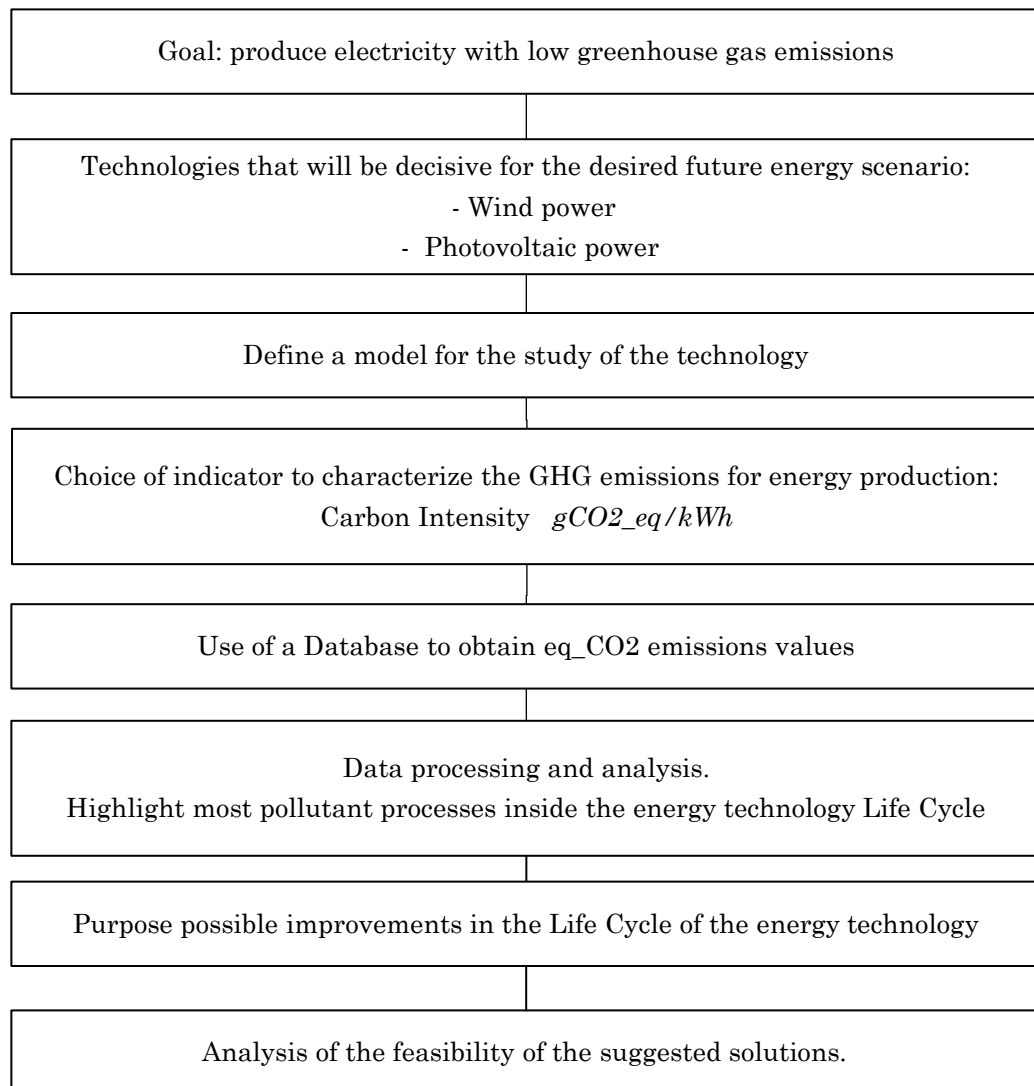 Goal: produce electricity with low greenhouse gas emissions
Technologies that will be decisive for the desired future energy scenario:
- Wind power
- Photovoltaic power
Define a model for the study of the technology
Choice of indicator to characterize the GHG emissions for energy production:
Carbon Intensity gCO2_eq/kWh
Use of a Database to obtain eq_CO2 emissions values
Data processing and analysis.
Highlight most pollutant processes inside the energy technology Life Cycle
Purpose possible improvements in the Life Cycle of the energy technology
Analysis of the feasibility of the suggested solutions.